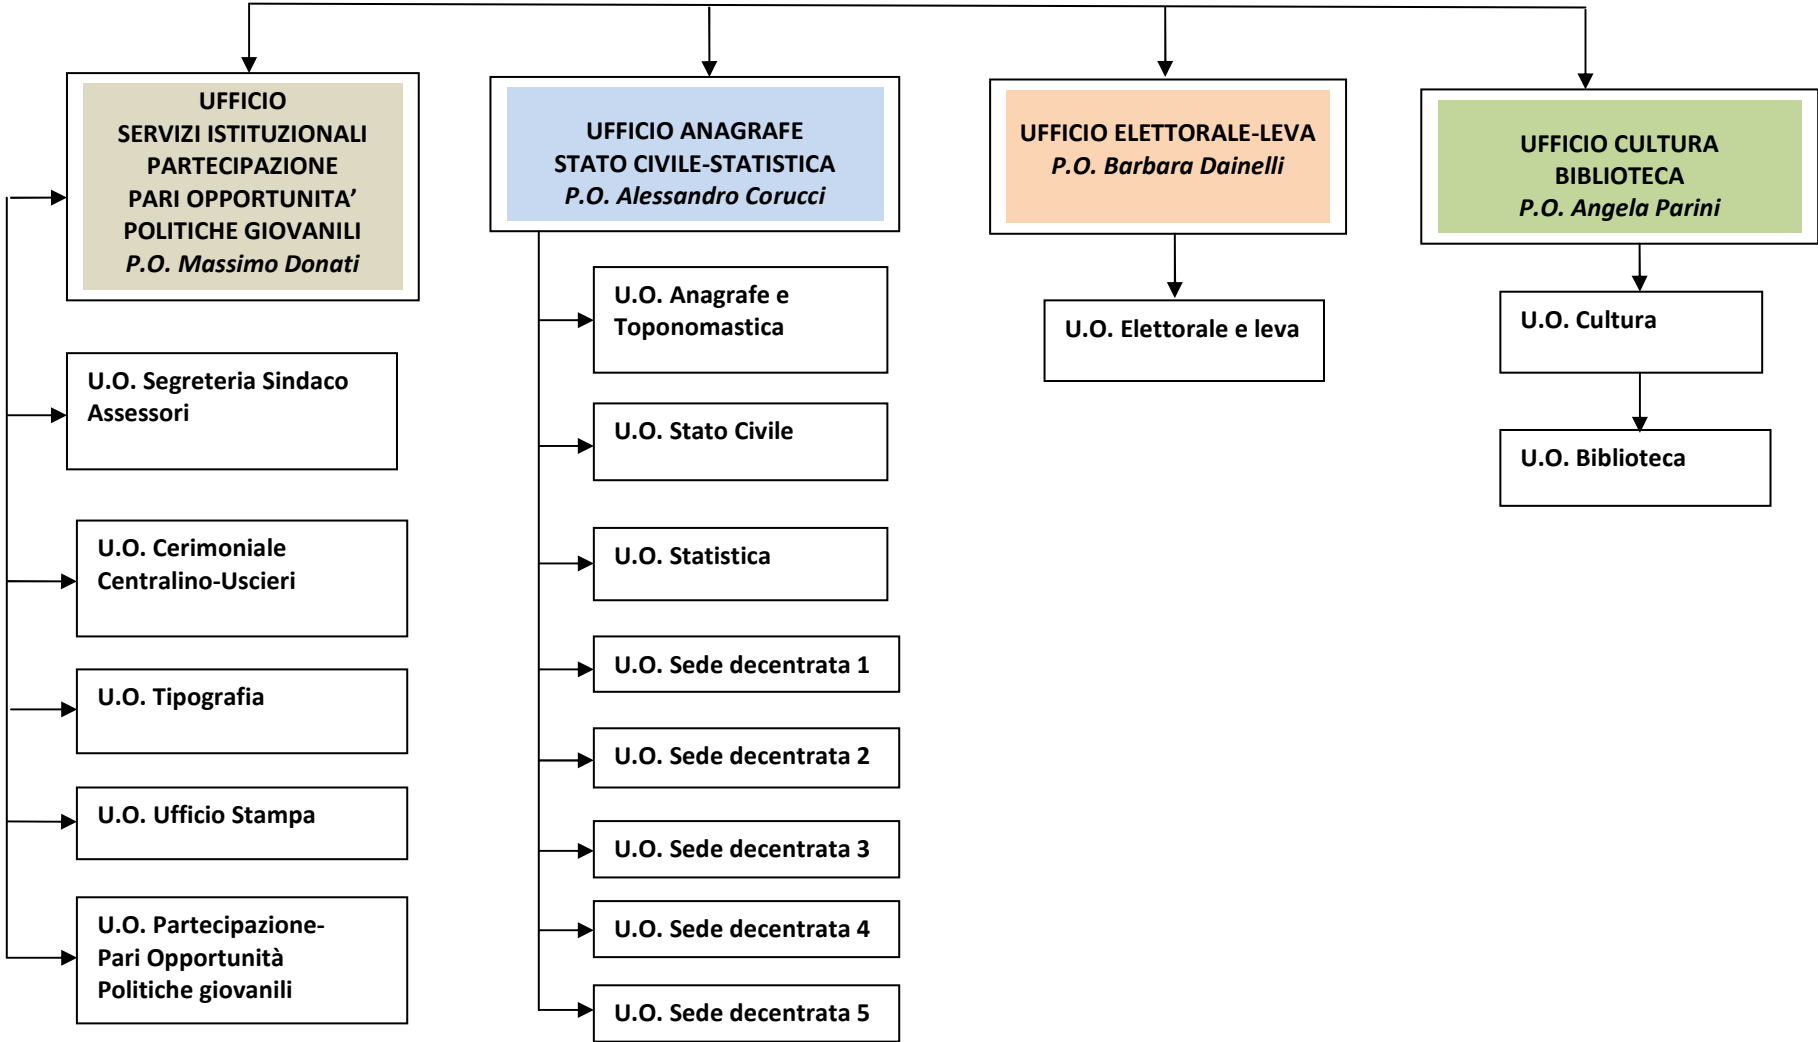 UFFICIO
SERVIZI ISTITUZIONALI
PARTECIPAZIONE
PARI OPPORTUNITA’
POLITICHE GIOVANILI
P.O. Massimo Donati
U.O. Segreteria Sindaco
Assessori
U.O. Cerimoniale
Centralino-Uscieri
U.O. Tipografia
U.O. Ufficio Stampa
U.O. Partecipazione-
Pari Opportunità
Politiche giovanili
UFFICIO ANAGRAFE
STATO CIVILE-STATISTICA
P.O. Alessandro Corucci
U.O. Anagrafe e
Toponomastica
U.O. Stato Civile
U.O. Statistica
U.O. Sede decentrata 1
U.O. Sede decentrata 2
U.O. Sede decentrata 3
U.O. Sede decentrata 4
U.O. Sede decentrata 5
UFFICIO ELETTORALE-LEVA
P.O. Barbara Dainelli
U.O. Elettorale e leva
UFFICIO CULTURA
BIBLIOTECA
P.O. Angela Parini
U.O. Cultura
U.O. Biblioteca